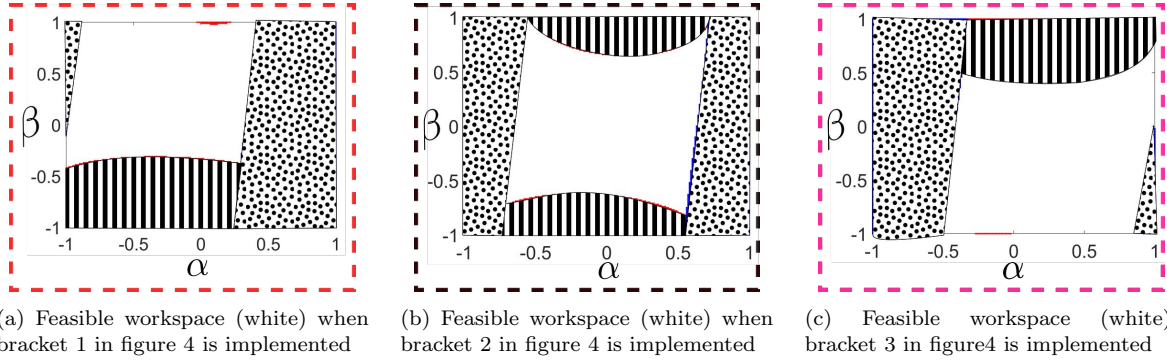 1
0.5
β
0
-0.5
-1
-1 -0.5 0 0.5 1
α
1
0.5
β
0
-0.5
-1
-1 -0.5 0 0.5 1
α
1
0.5
β
0
-0.5
-1
-1 -0.5 0 0.5 1
α
(a) Feasible workspace (white) when
bracket 1 in figure 4 is implemented
(b) Feasible workspace (white) when
bracket 2 in figure 4 is implemented
(c) Feasible workspace (white)
bracket 3 in figure4 is implemented